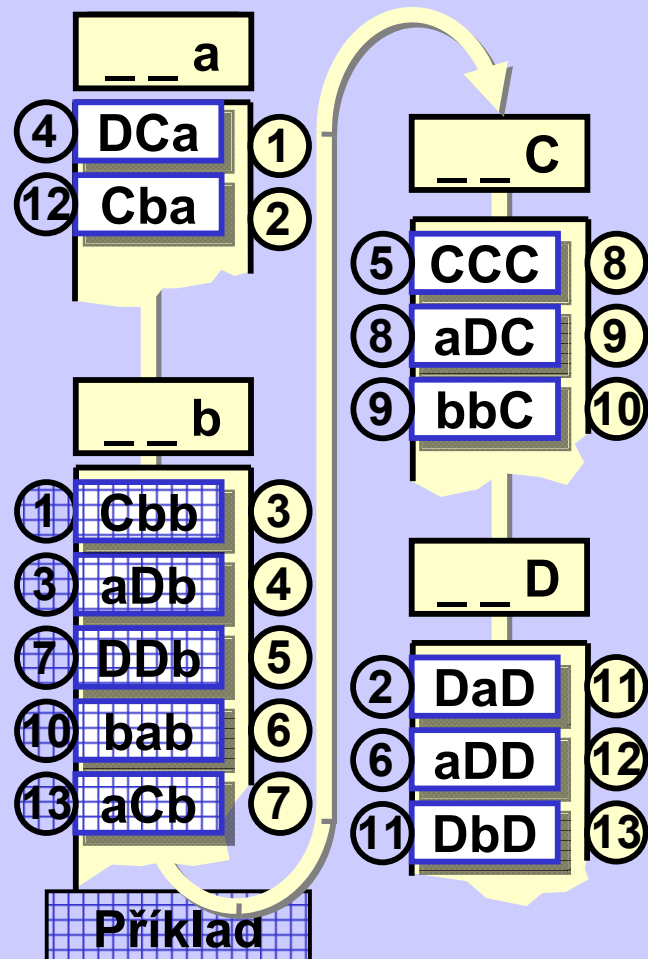 _ _ a
4 DCa 1
12 Cba 2
_ _ b
1 Cbb 3
3 aDb 4
7 DDb 5
10 bab 6
13 aCb 7
Příklad
_ _ C
5 CCC 8
8 aDC 9
9 bbC 10
_ _ D
2 DaD 11
6 aDD 12
11 DbD 13